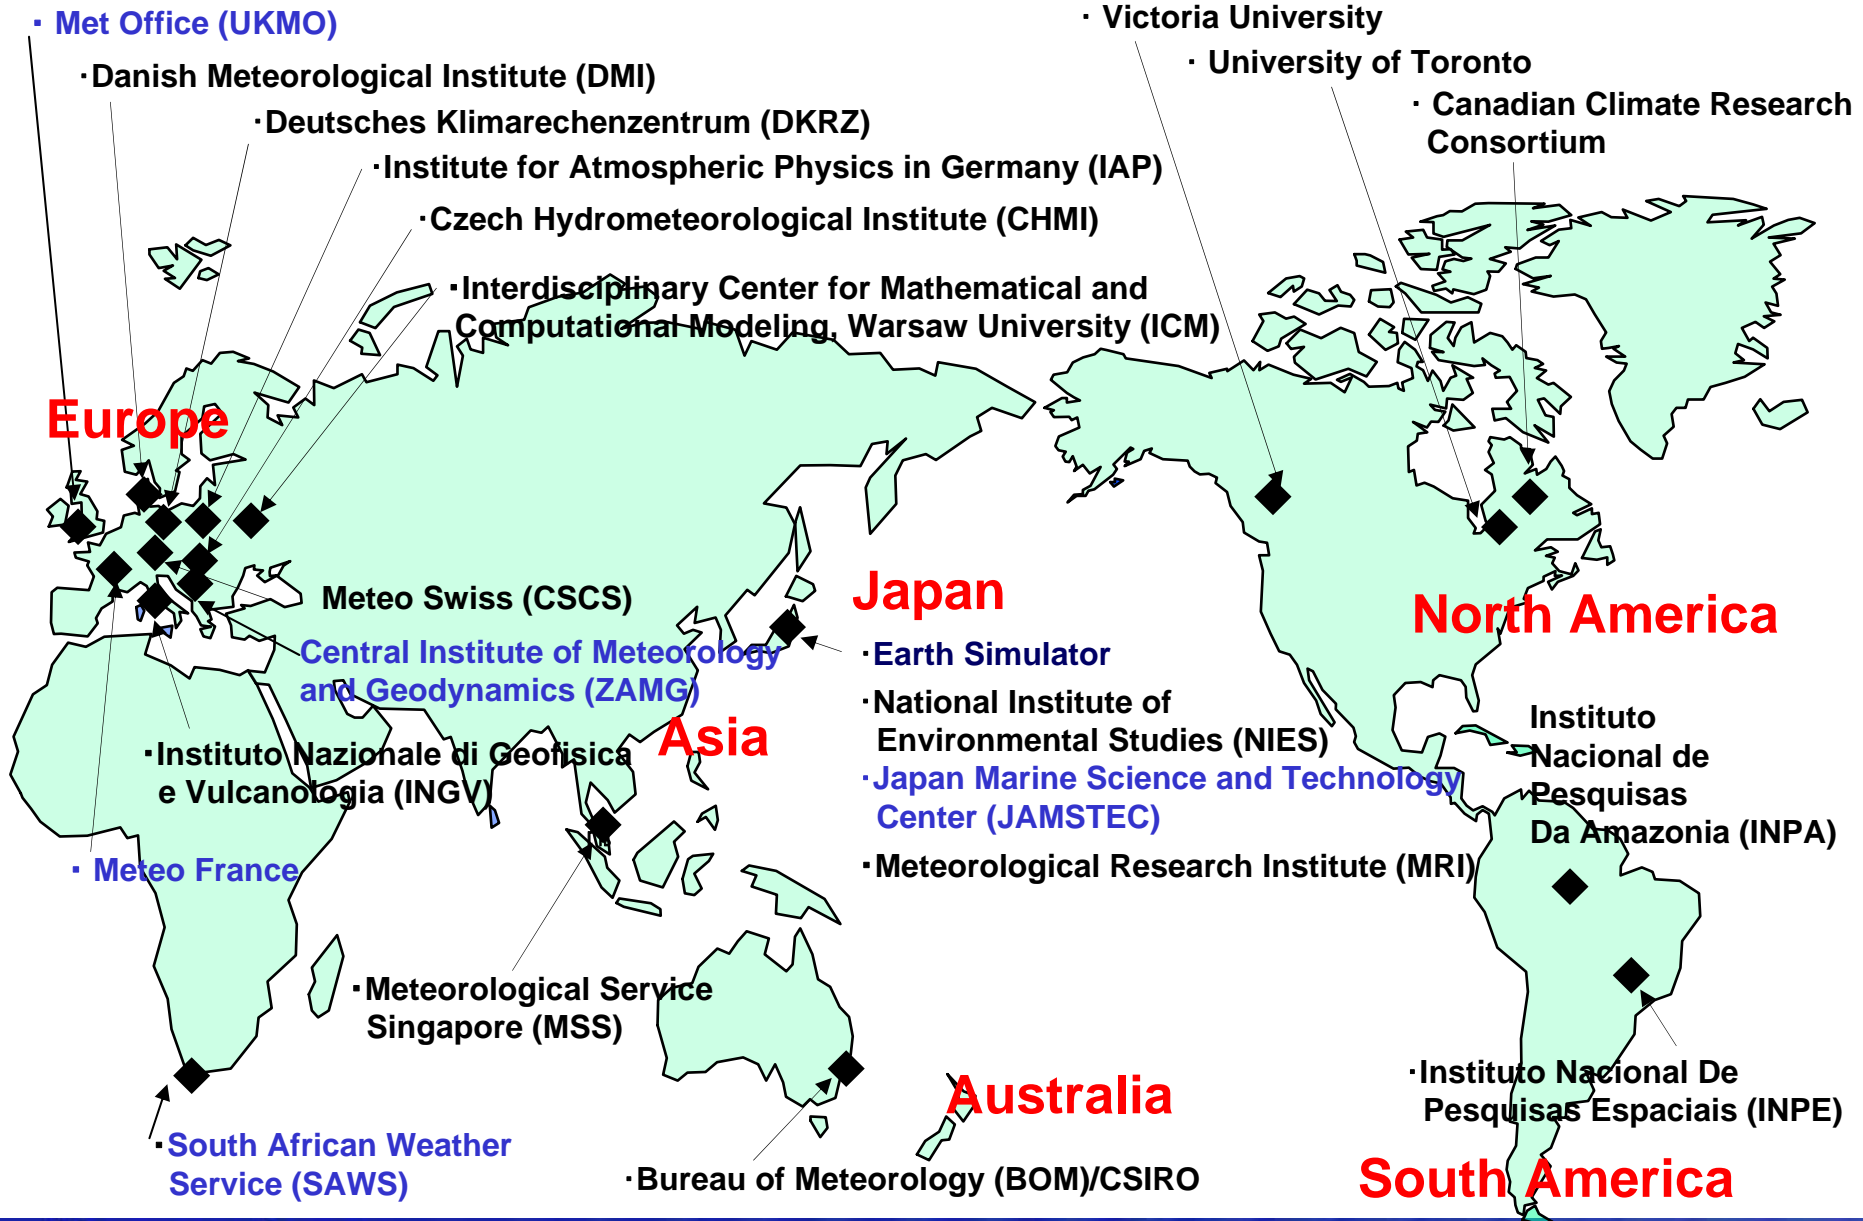 · Met Office (UKMO)
·Danish Meteorological Institute (DMI)
·Deutsches Klimarechenzentrum (DKRZ)
·Institute for Atmospheric Physics in Germany (IAP)
·Czech Hydrometeorological Institute (CHMI)
·Interdisciplinary Center for Mathematical and
Computational Modeling, Warsaw University (ICM)
· Victoria University
· University of Toronto
· Canadian Climate Research
Consortium
Europe
Meteo Swiss (CSCS)
Central Institute of Meteorology
and Geodynamics (ZAMG)
·Instituto Nazionale di Geofisica
e Vulcanologia (INGV)
· Meteo France
Asia
Japan
·Earth Simulator
·National Institute of
Environmental Studies (NIES)
·Japan Marine Science and Technology
Center (JAMSTEC)
·Meteorological Research Institute (MRI)
North America
Instituto
Nacional de
Pesquisas
Da Amazonia (INPA)
·Meteorological Service
Singapore (MSS)
·South African Weather
Service (SAWS)
Australia
·Bureau of Meteorology (BOM)/CSIRO
·Instituto Nacional De
Pesquisas Espaciais (INPE)
South America